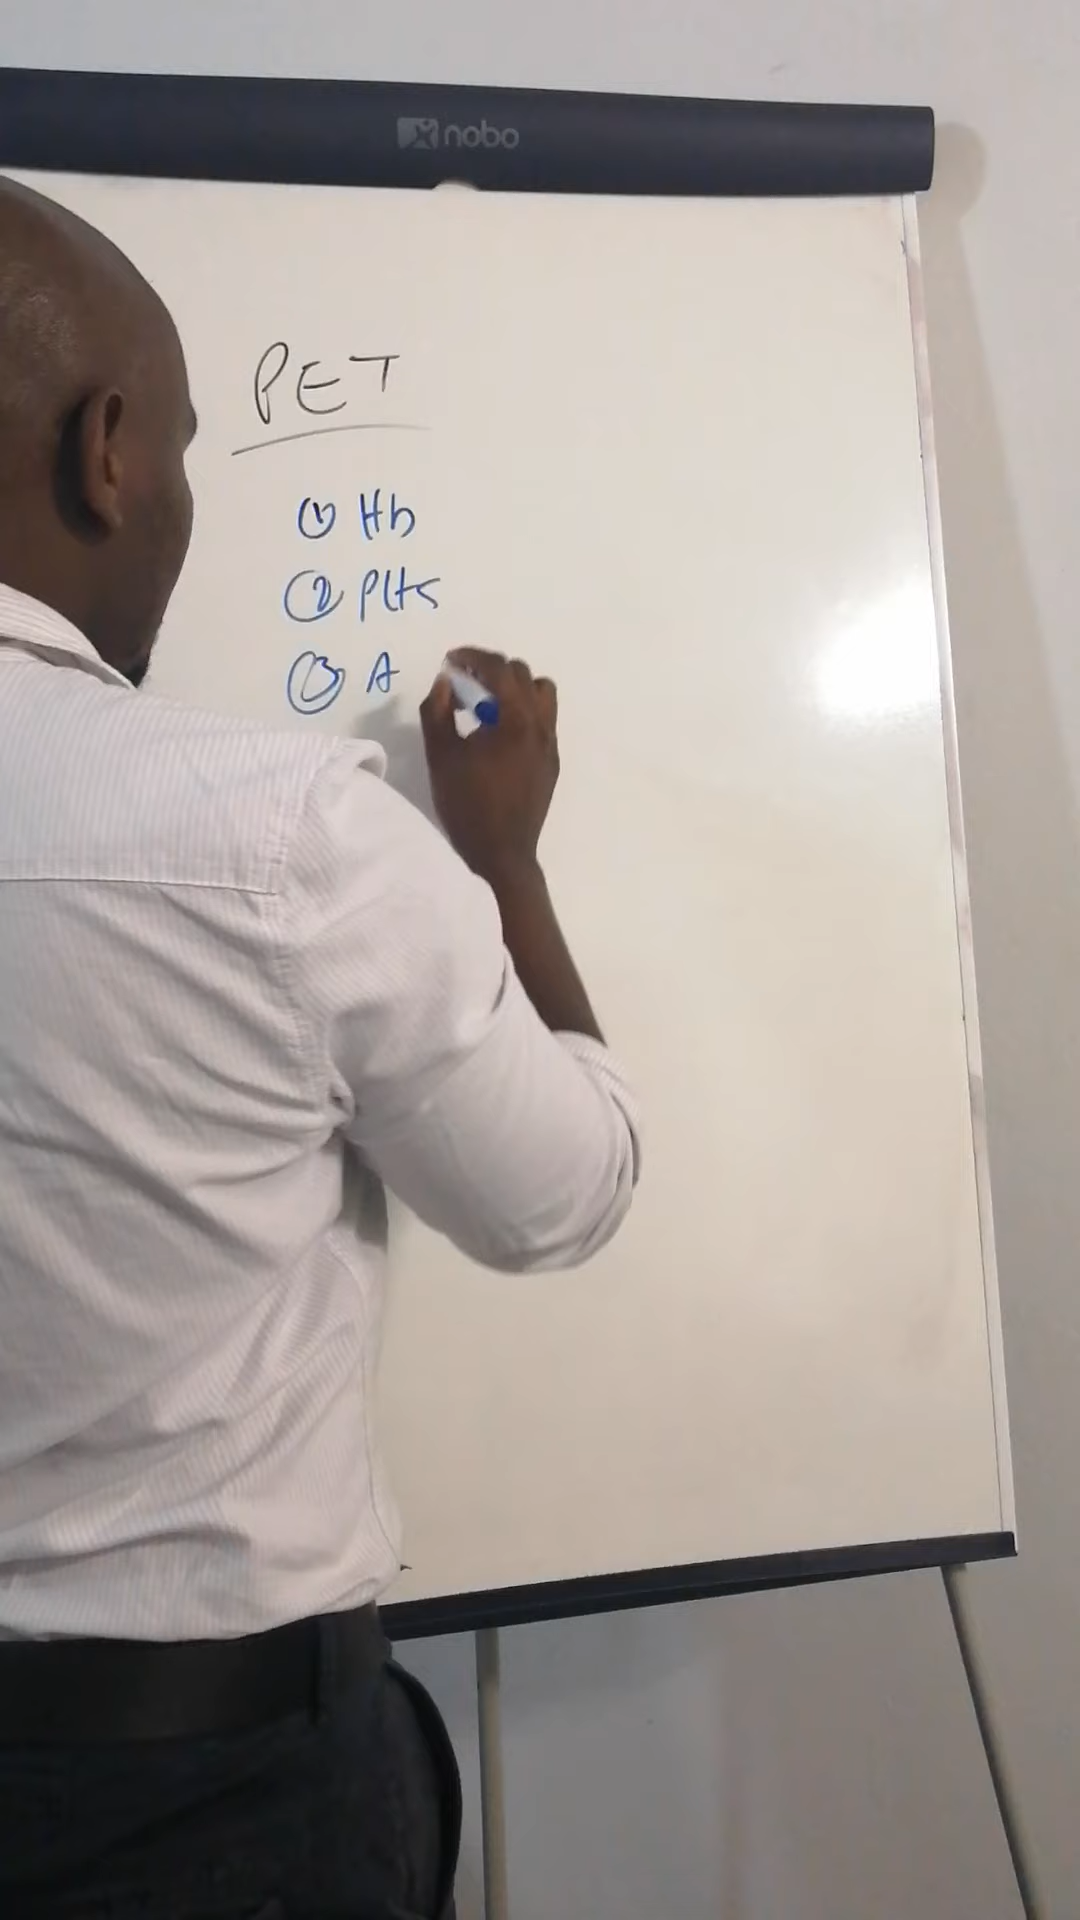 nobo
PET
① Hb
② Plts
③ A